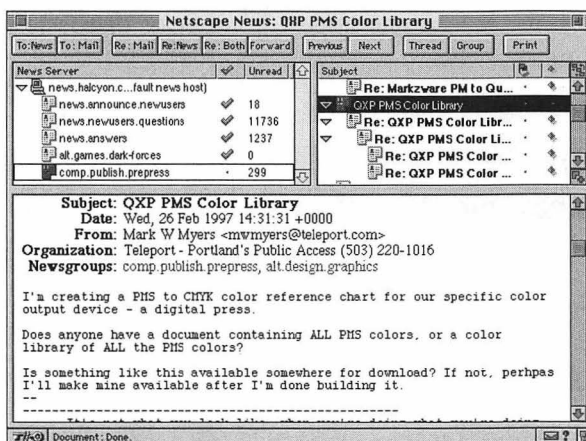 Netscape News: QXP PMS Color Library
To:News To: Mail Re: Mail Re:News Re: Both Forward Previous Next Thread Group Print
News Server Unread
news.halcyon.c...fault news host)
news.announce.newusers 18
news.newusers.questions 11736
news.answers 1237
alt.games.dark-forces 0
comp.publish.prepress 299
Subject
Re: Markzware PM to Qu...
QXP PMS Color Library
Re: QXP PMS Color Libr...
Re: QXP PMS Color Li...
Re: QXP PMS Color ...
Re: QXP PMS Color ...
Subject: QXP PMS Color Library
Date: Wed, 26 Feb 1997 14:31:31 +0000
From: Mark W Myers <mwmyers@teleport.com>
Organization: Teleport - Portland's Public Access (503) 220-1016
Newsgroups: comp.publish.prepress, alt.design.graphics
I'm creating a PMS to CMYK color reference chart for our specific color
output device - a digital press.
Does anyone have a document containing ALL PMS colors, or a color
library of ALL the PMS colors?
Is something like this available somewhere for download? If not, perhpas
I'll make mine available after I'm done building it.
--
Document: Done.